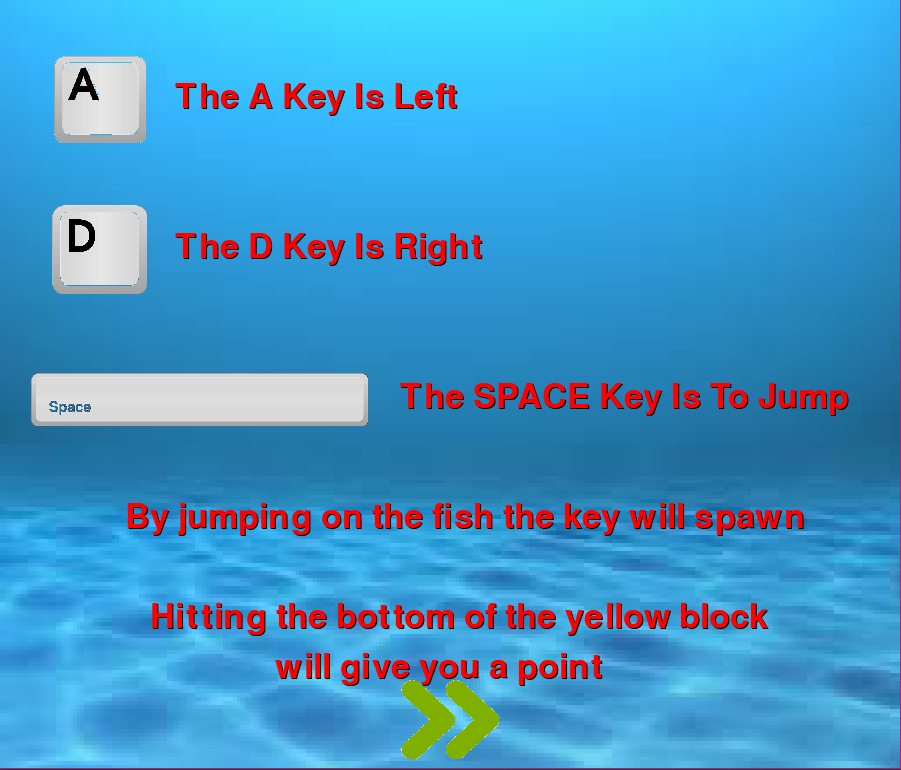 A
The A Key Is Left
D
The D Key Is Right
Space
The SPACE Key Is To Jump
By jumping on the fish the key will spawn
Hitting the bottom of the yellow block
will give you a point